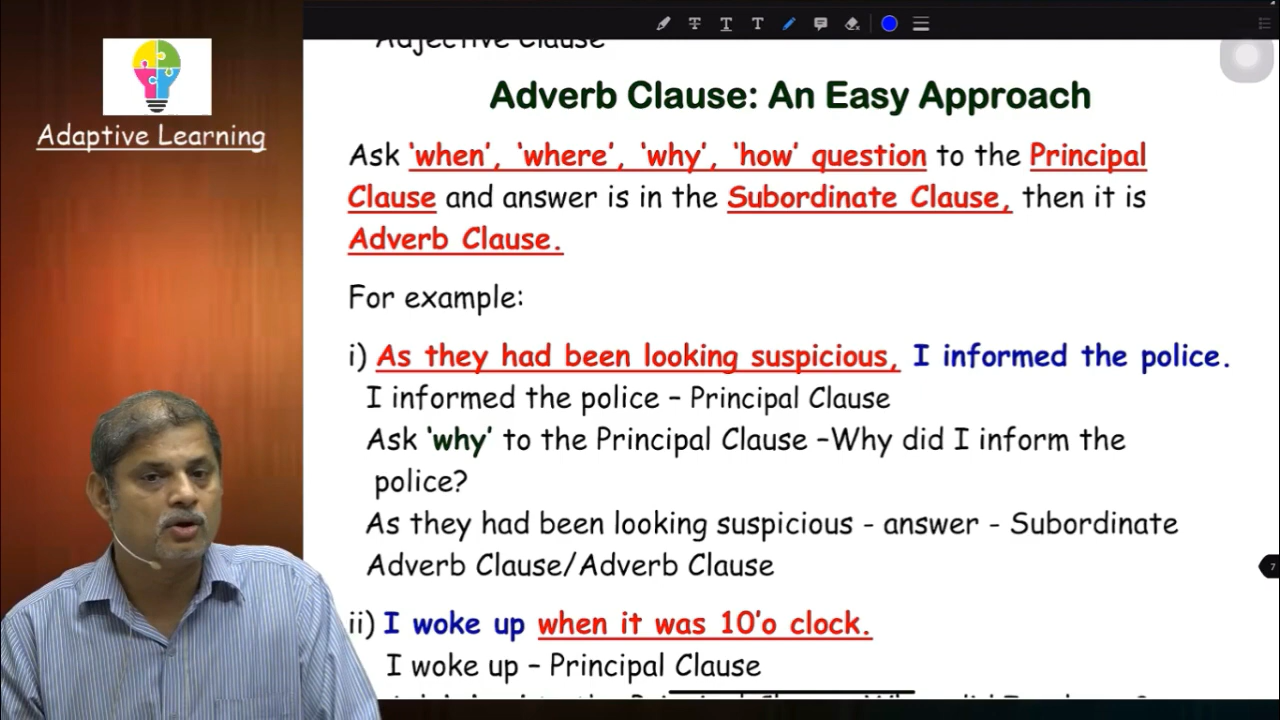 Adjective Clause
Adaptive Learning
Adverb Clause: An Easy Approach
Ask ‘when’, ‘where’, ‘why’, ‘how’ question to the Principal
Clause and answer is in the Subordinate Clause, then it is
Adverb Clause.
For example:
i) As they had been looking suspicious, I informed the police.
I informed the police – Principal Clause
Ask ‘why’ to the Principal Clause –Why did I inform the
police?
As they had been looking suspicious - answer - Subordinate
Adverb Clause/Adverb Clause
7
ii) I woke up when it was 10’o clock.
I woke up – Principal Clause